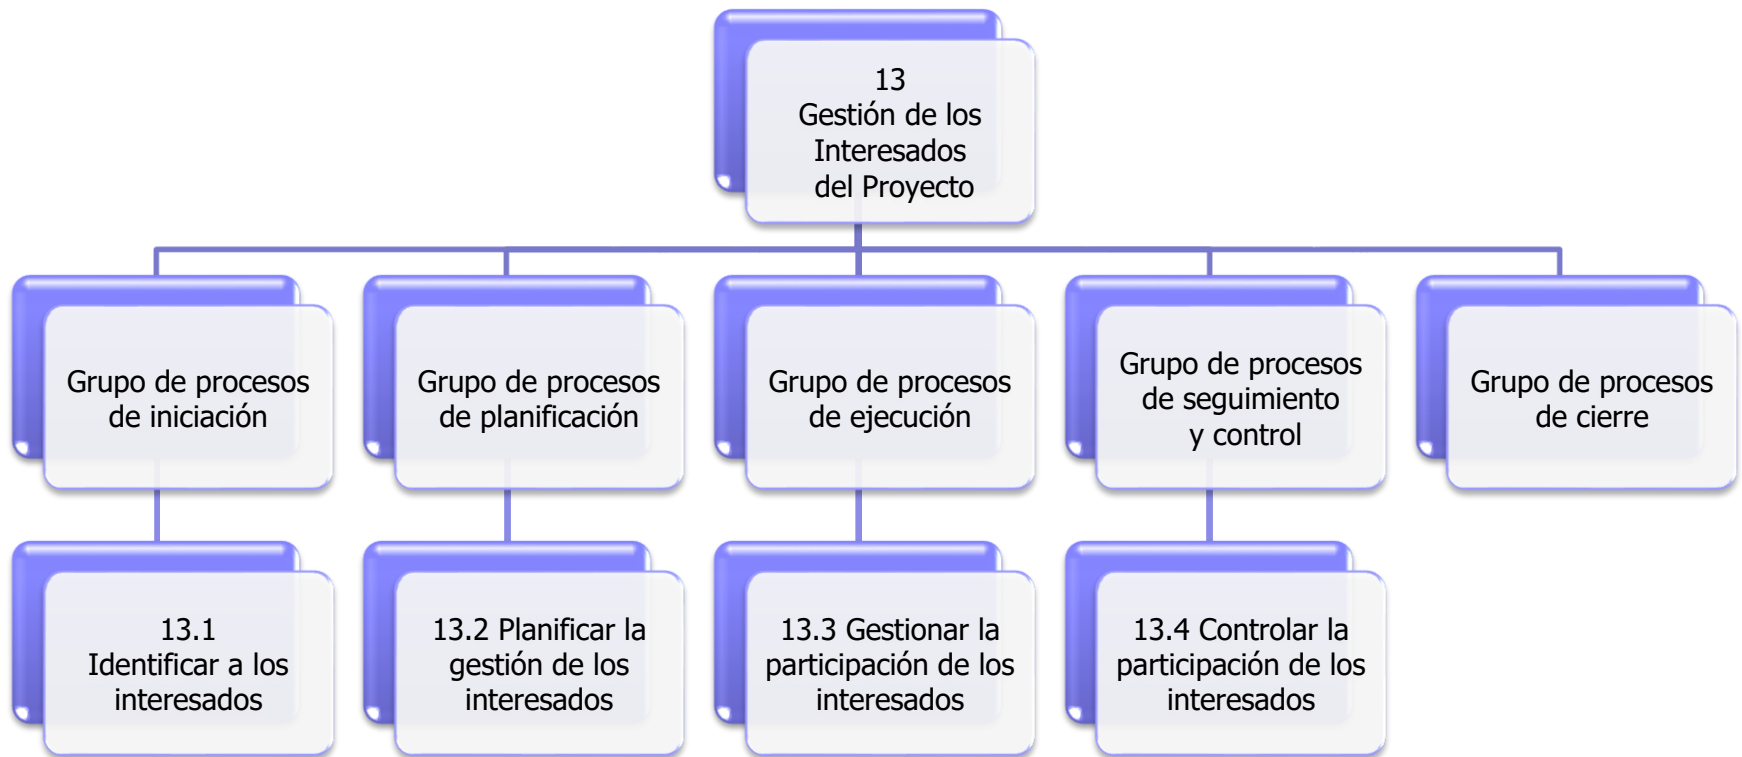 13
Gestión de los
Interesados
del Proyecto
Grupo de procesos
de iniciación
Grupo de procesos
de planificación
Grupo de procesos
de ejecución
Grupo de procesos
de seguimiento
y control
Grupo de procesos
de cierre
13.1
Identificar a los
interesados
13.2 Planificar la
gestión de los
interesados
13.3 Gestionar la
participación de los
interesados
13.4 Controlar la
participación de los
interesados